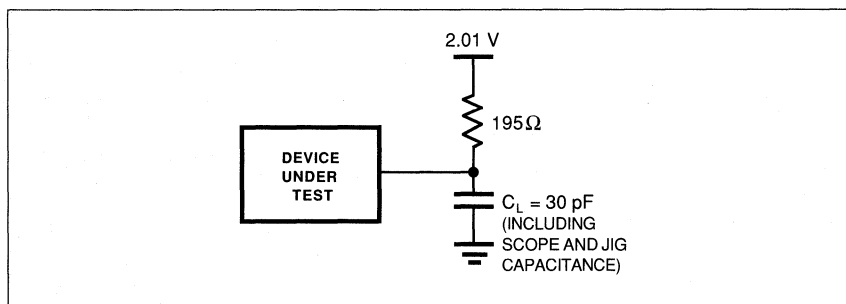 2.01 V
195Ω
DEVICE
UNDER
TEST
C_L = 30 pF
(INCLUDING
SCOPE AND JIG
CAPACITANCE)